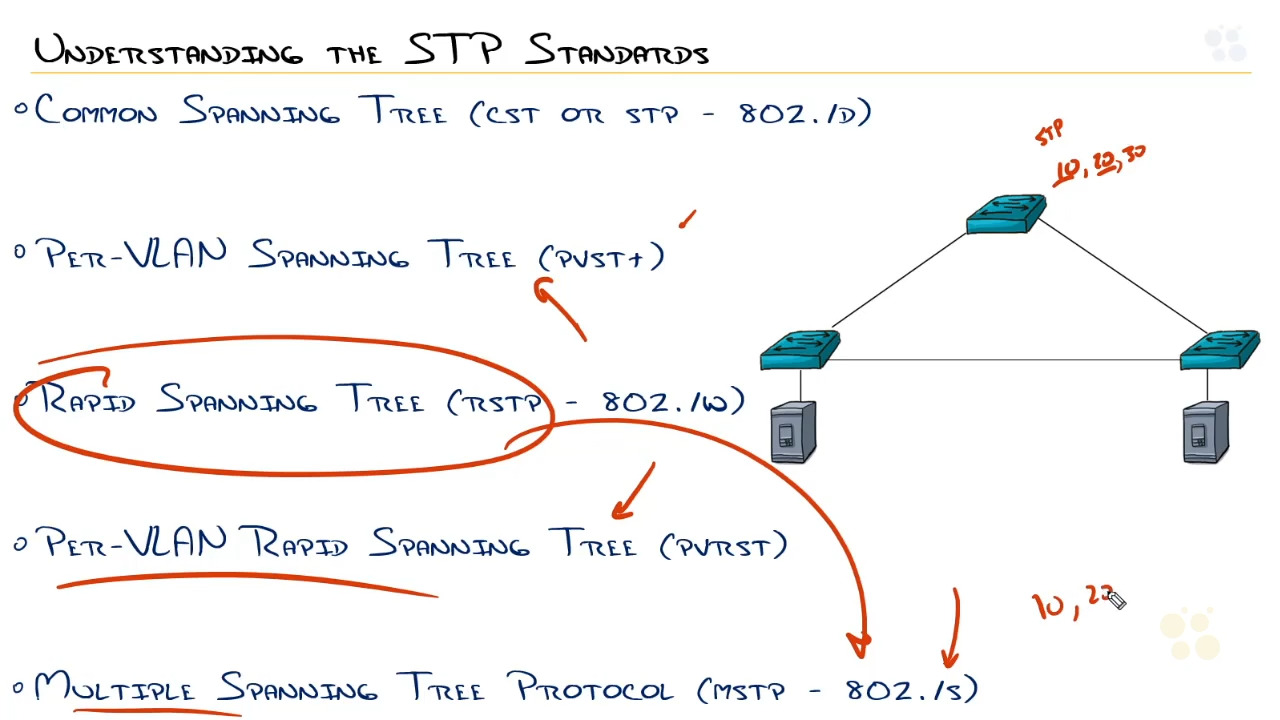 Understanding the STP Standards
Common Spanning Tree (CST or STP - 802.1D)
STP
10, 20, 30
Per-VLAN Spanning Tree (PVST+)
Rapid Spanning Tree (RSTP - 802.1w)
Per-VLAN Rapid Spanning Tree (PVRST)
10, 20
Multiple Spanning Tree Protocol (MSTP - 802.1s)